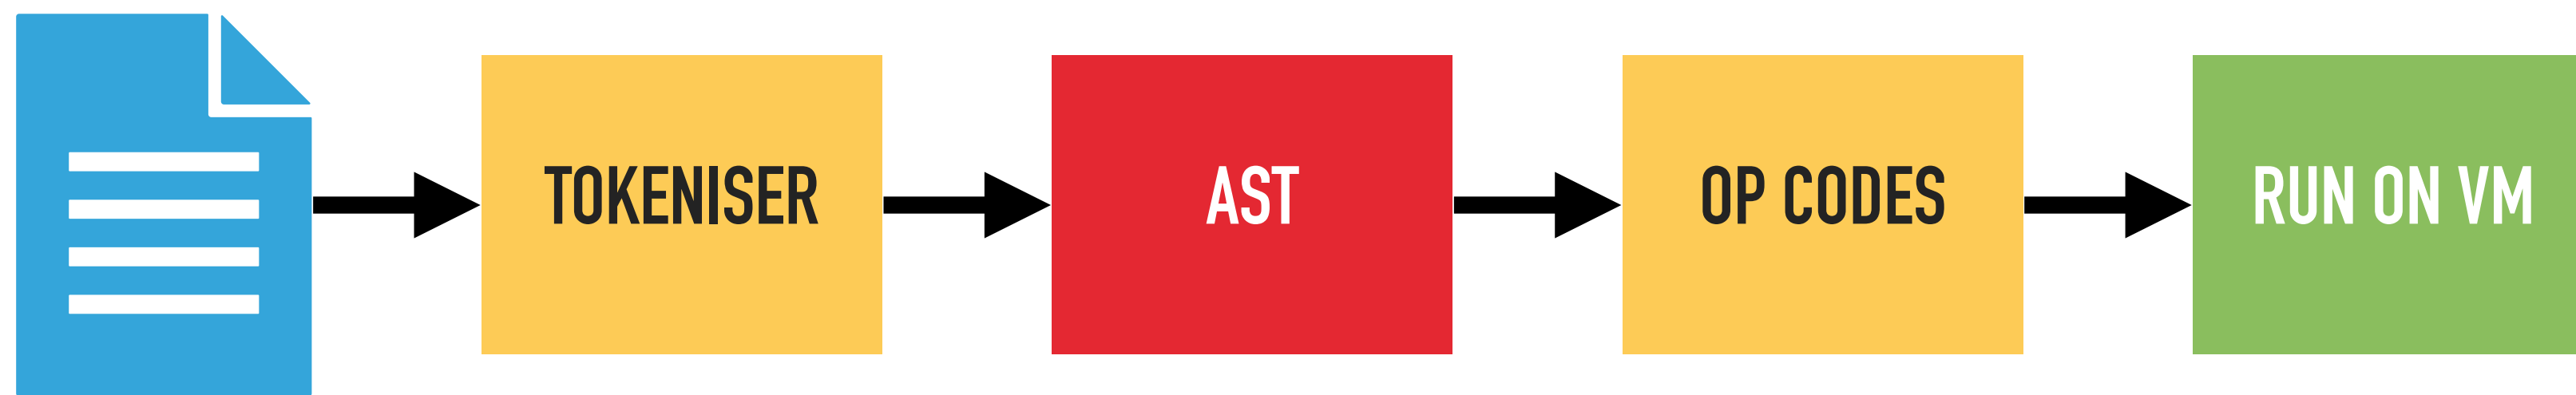 TOKENISER
AST
OP CODES
RUN ON VM